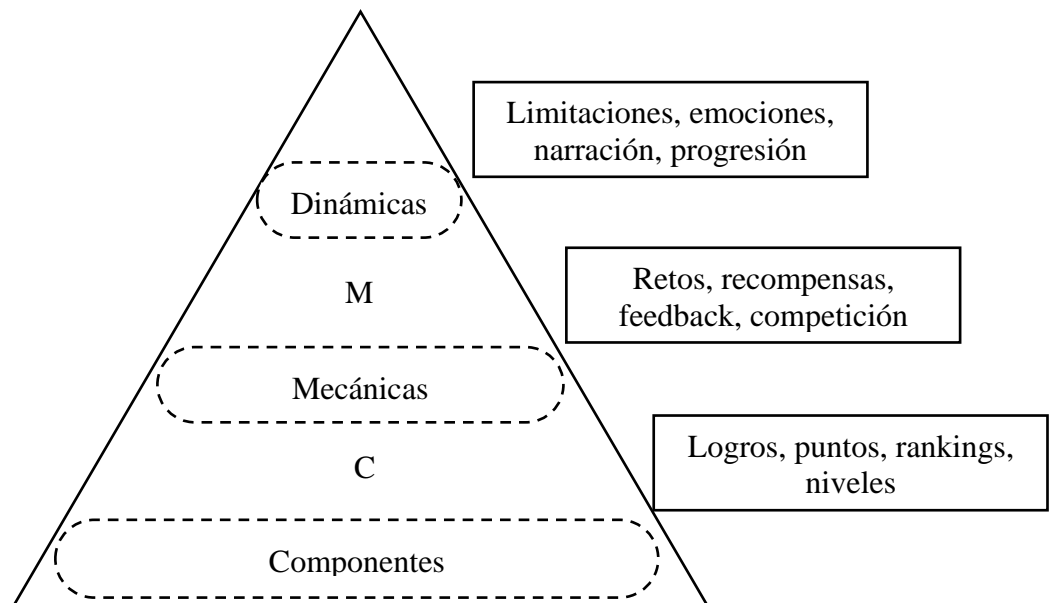 Limitaciones, emociones,
narración, progresión
Dinámicas
M
Retos, recompensas,
feedback, competición
Mecánicas
Logros, puntos, rankings,
niveles
C
Componentes